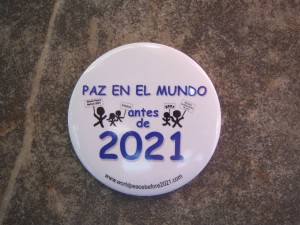 PAZ EN EL MUNDO
antes
de
2021
www.worldpeacebefore2021.com